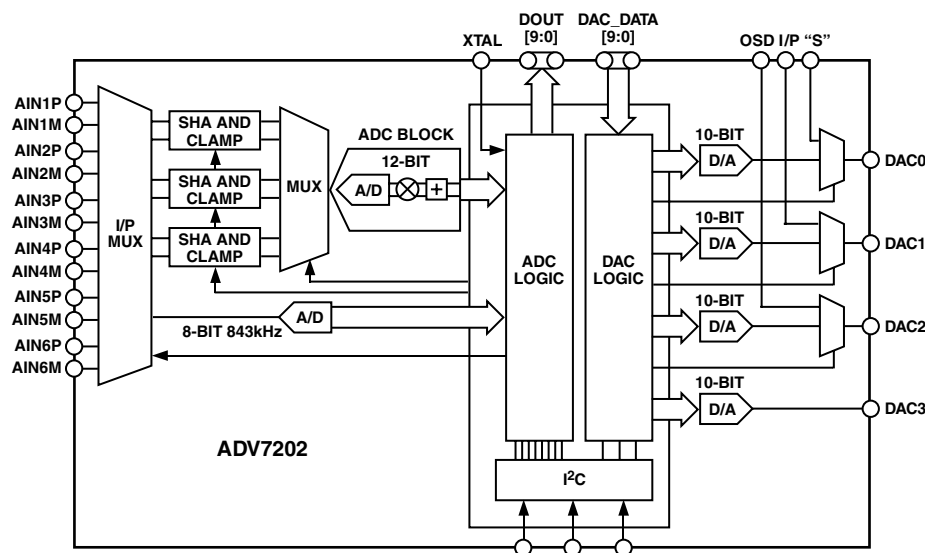 XTAL
DOUT
[9:0]
DAC_DATA
[9:0]
OSD I/P "S"
AIN1P
AIN1M
AIN2P
AIN2M
AIN3P
AIN3M
AIN4P
AIN4M
AIN5P
AIN5M
AIN6P
AIN6M
I/P
MUX
SHA AND
CLAMP
SHA AND
CLAMP
SHA AND
CLAMP
MUX
ADC BLOCK
12-BIT
A/D
8-BIT 843kHz
A/D
ADC
LOGIC
DAC
LOGIC
I2C
10-BIT
D/A
10-BIT
D/A
10-BIT
D/A
10-BIT
D/A
DAC0
DAC1
DAC2
DAC3
ADV7202